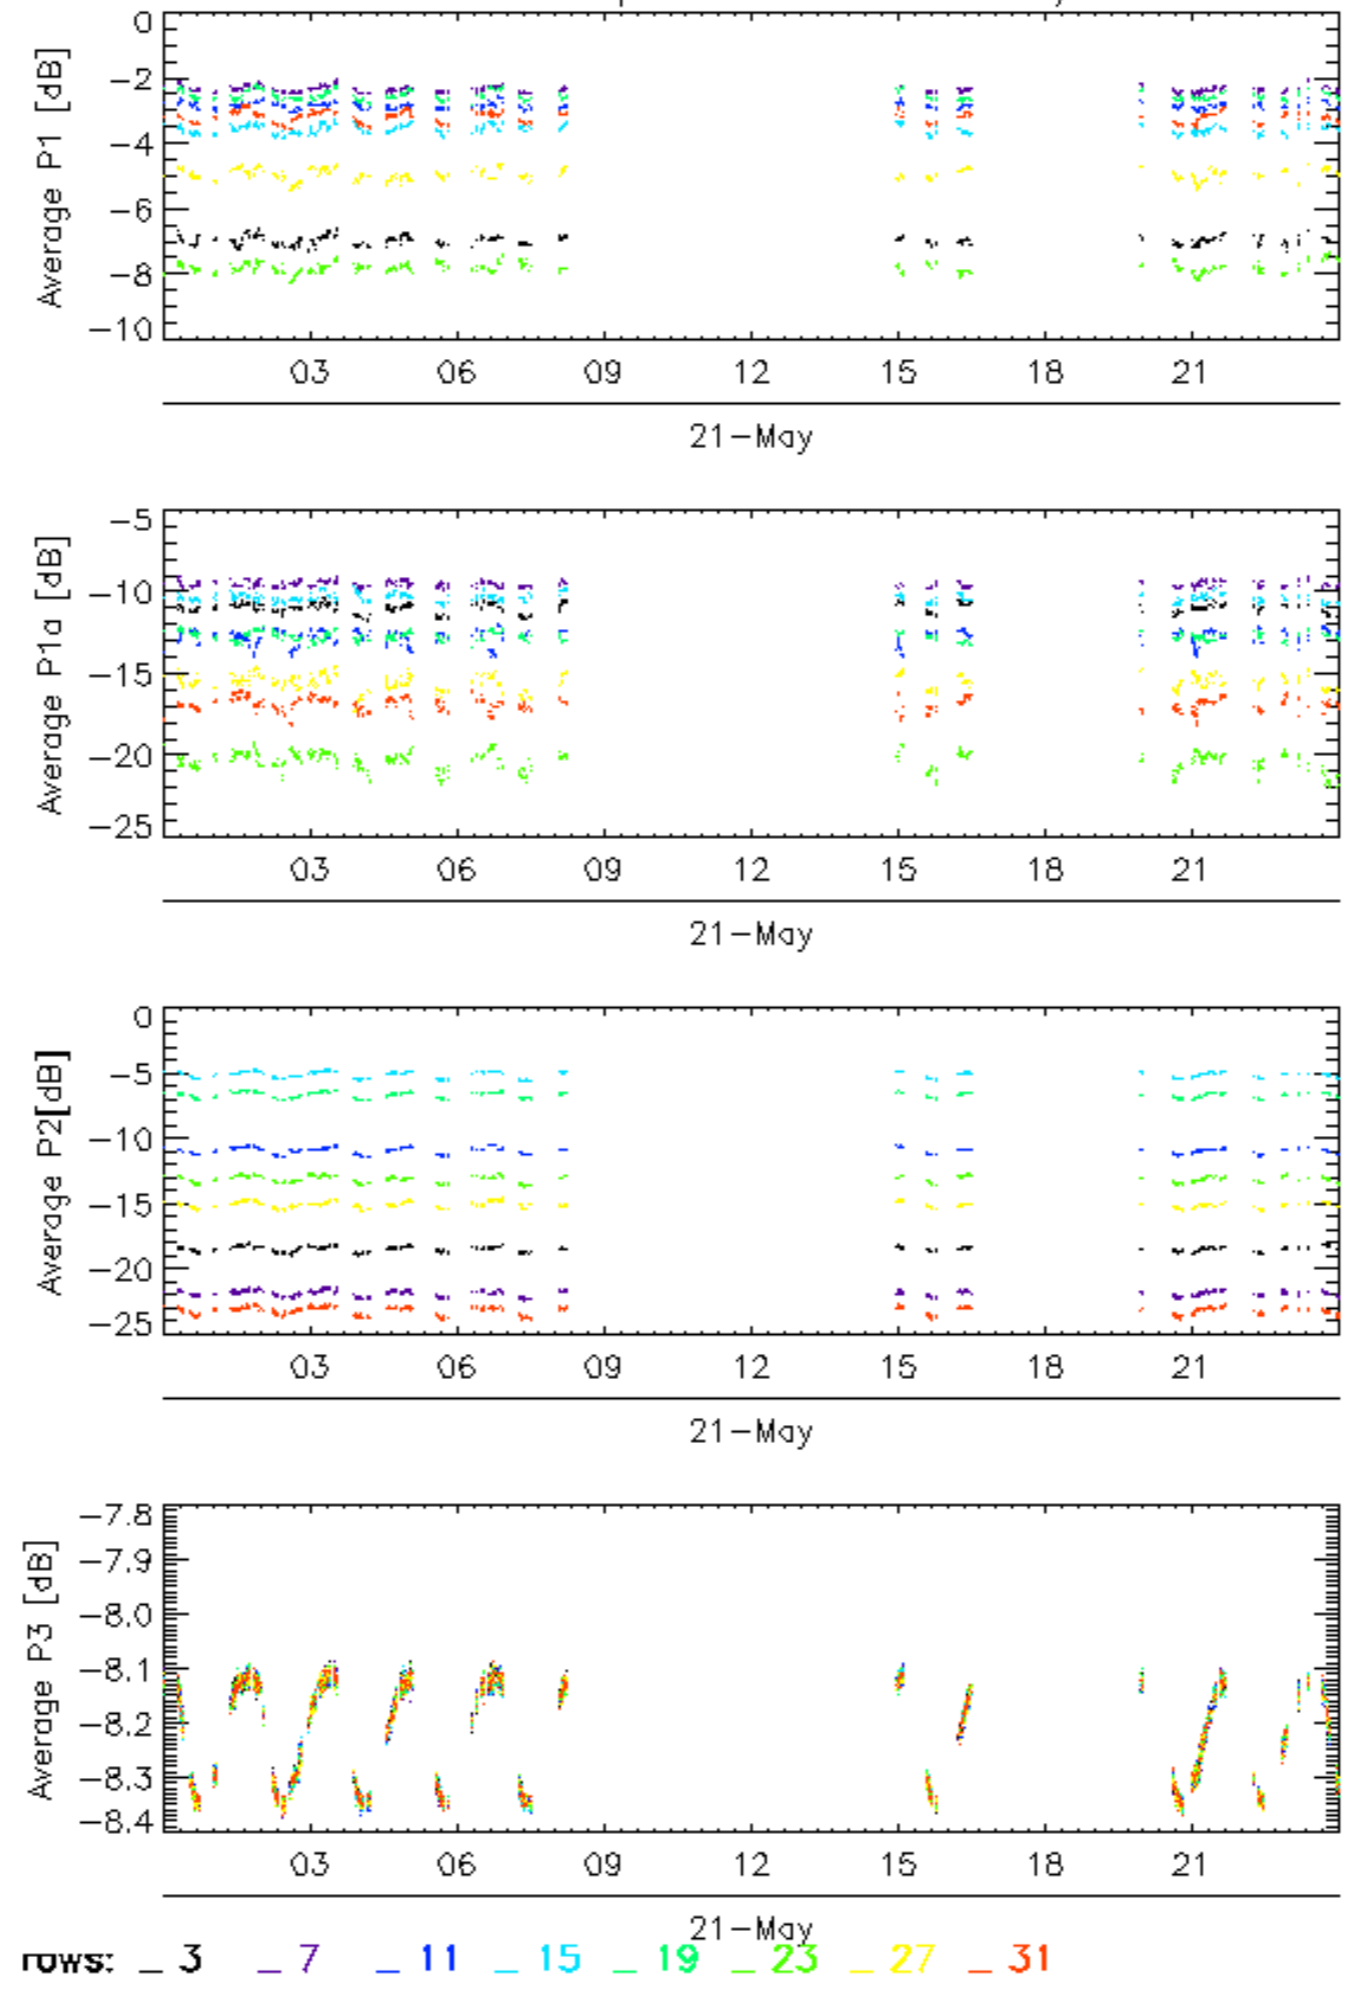 0
-2
-4
-6
-8
-10
Average P1 [dB]
03 06 09 12 15 18 21
21-May
-5
-10
-15
-20
-25
Average P1a [dB]
03 06 09 12 15 18 21
21-May
0
-5
-10
-15
-20
-25
Average P2[dB]
03 06 09 12 15 18 21
21-May
-7.8
-7.9
-8.0
-8.1
-8.2
-8.3
-8.4
Average P3 [dB]
03 06 09 12 15 18 21
21-May
rows: _ 3 _ 7 _ 11 _ 15 _ 19 _ 23 _ 27 _ 31